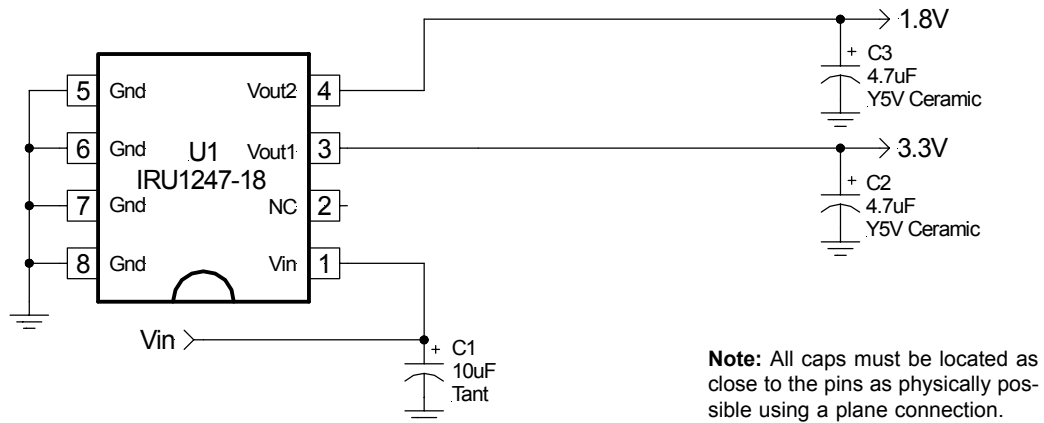 1.8V
C3
+
4.7uF
Y5V Ceramic
5 Gnd Vout2 4
6 Gnd Vout1 3
U1
IRU1247-18
7 Gnd NC 2
8 Gnd Vin 1
3.3V
+ C2
4.7uF
Y5V Ceramic
Vin
+ C1
10uF
Tant
Note: All caps must be located as
close to the pins as physically pos-
sible using a plane connection.